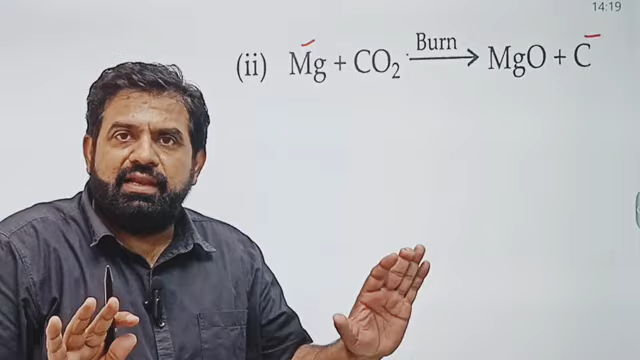 14:19
(ii) Mg + CO₂ Burn⟶ MgO + C